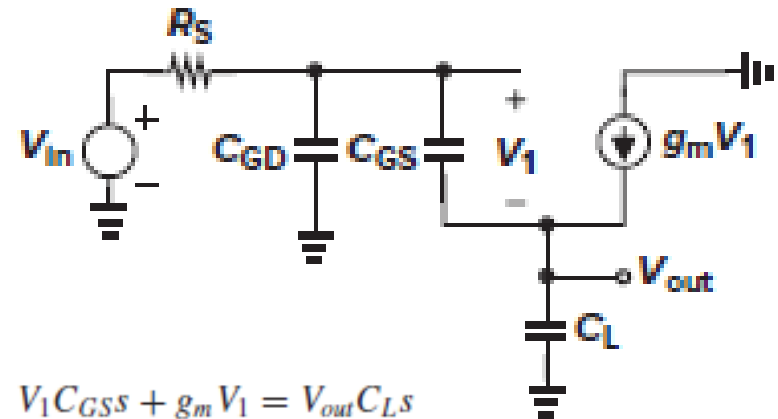 R_S
V_in + −
C_GD C_GS + V_1 − g_mV_1
V_out
C_L
V_1C_GSs + g_mV_1 = V_outC_Ls